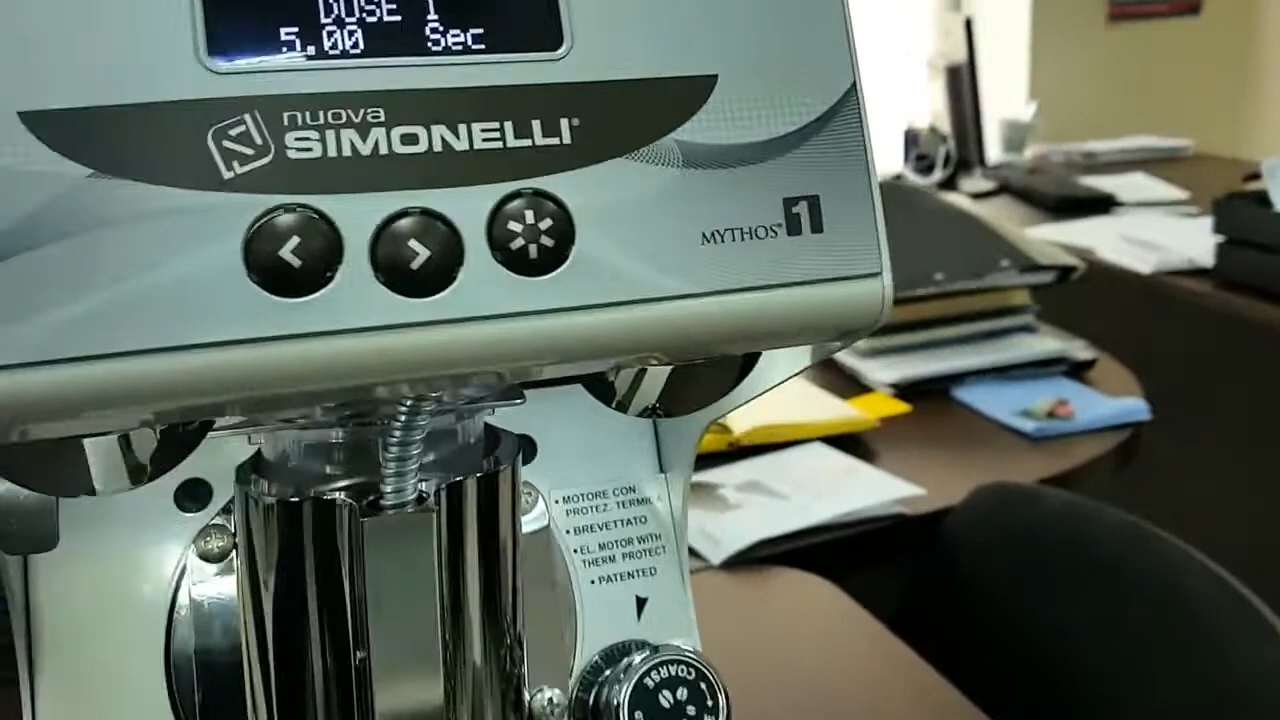 DOSE 1
5.00 Sec
nuova
SIMONELLI®
MYTHOS® 1
• MOTORE CON
PROTEZ. TERMICA
• BREVETTATO
• EL. MOTOR WITH
THERM. PROTECT
• PATENTED
COARSE